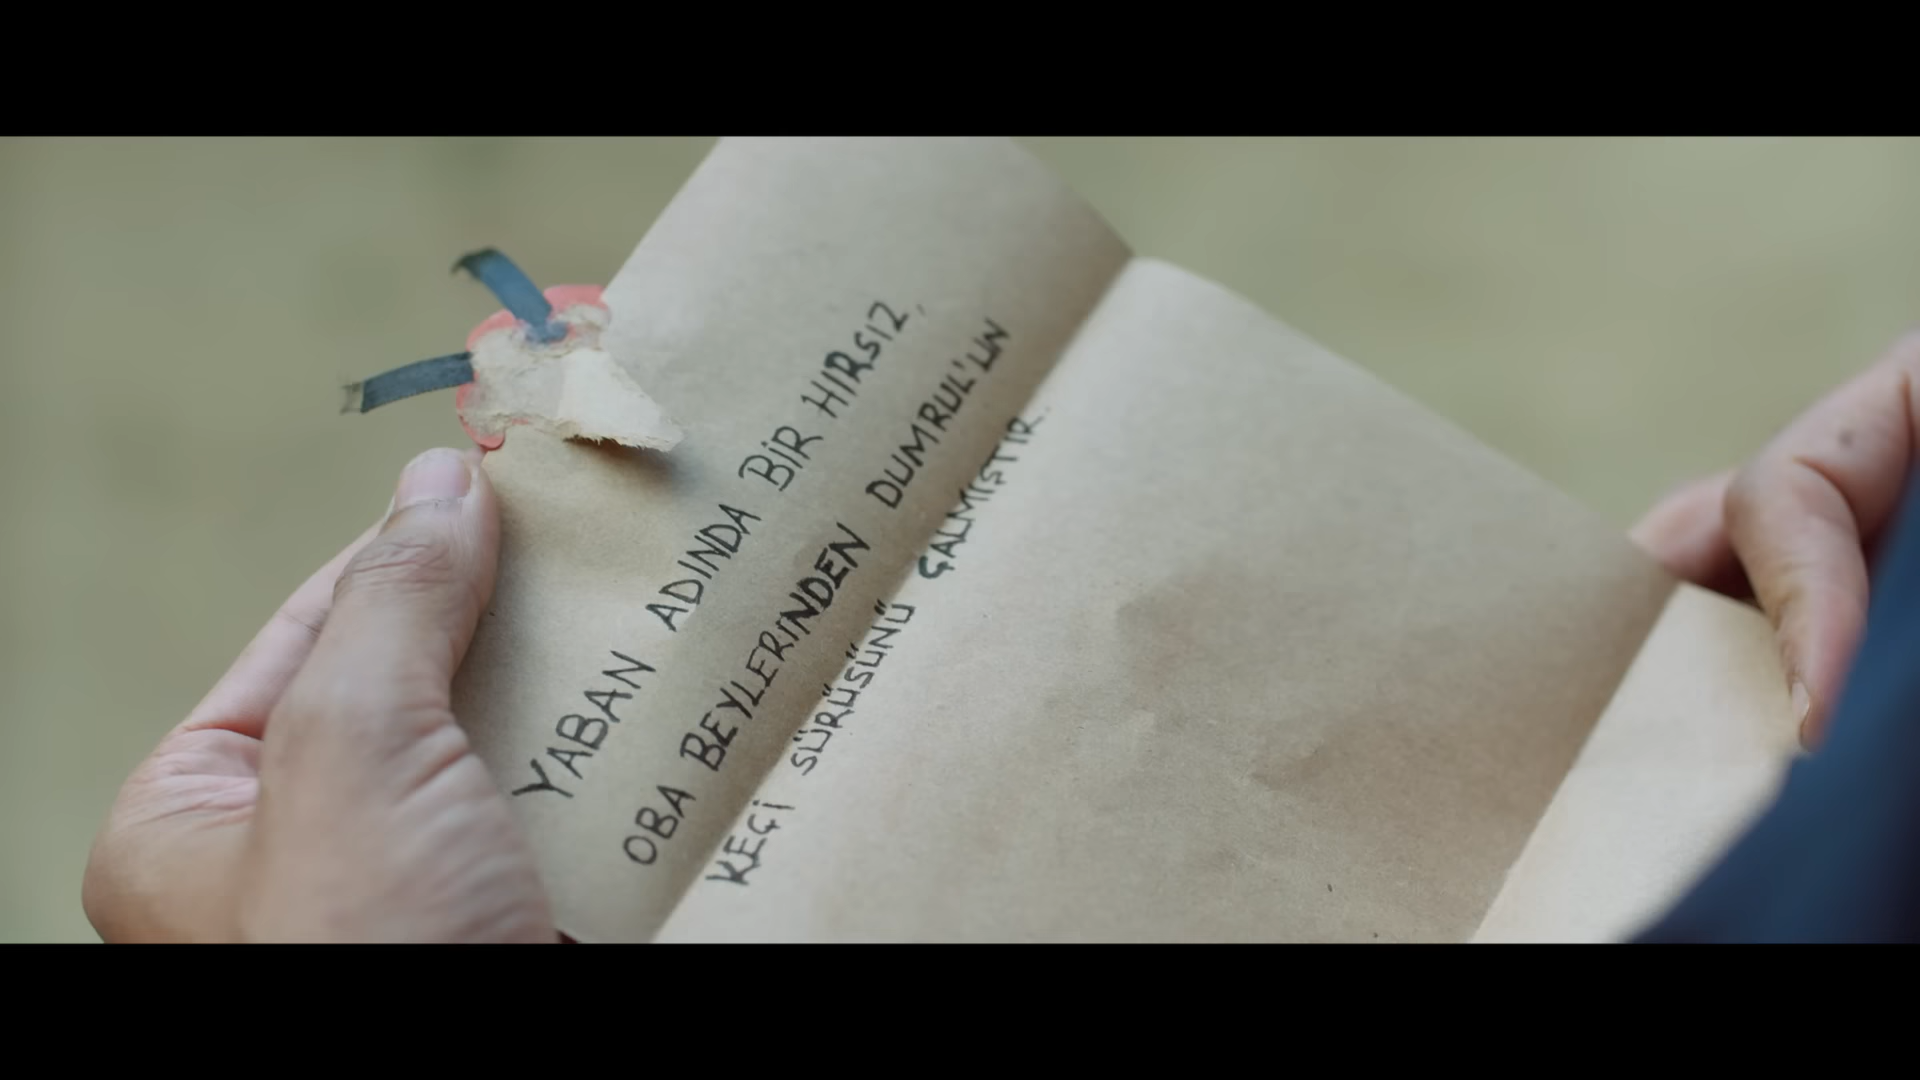 YABAN ADINDA BİR HIRSIZ,
OBA BEYLERİNDEN DUMRUL'UN
KEÇİ SÜRÜSÜNÜ ÇALMIŞTIR.